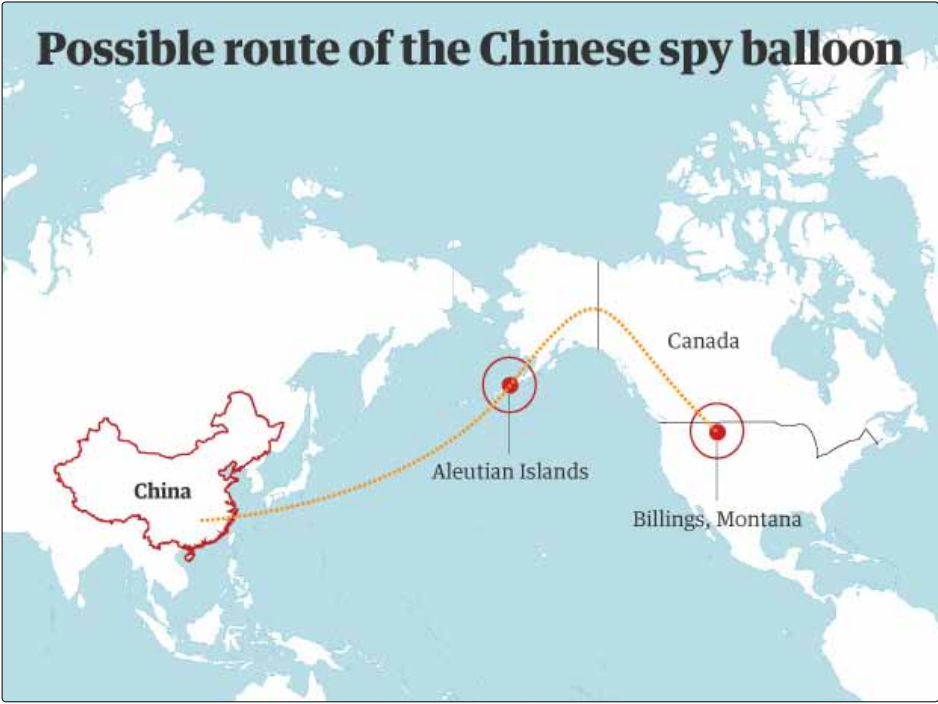 Possible route of the Chinese spy balloon
Canada
Aleutian Islands
China
Billings, Montana